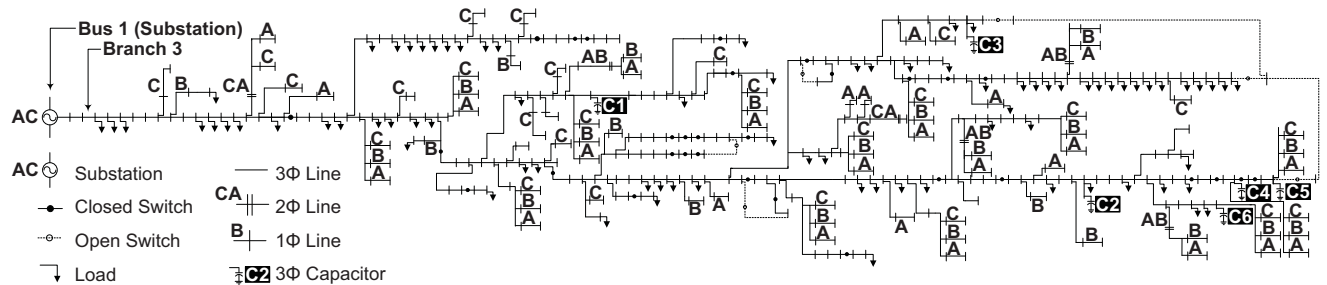 Bus 1 (Substation)
Branch 3
AC
AC Substation
Closed Switch
Open Switch
Load
3Φ Line
CA 2Φ Line
B 1Φ Line
C2 3Φ Capacitor
C
B
CA
A
C
C
A
C
C
B
A
C
B
A
C
C
B
C
B
C
AB
B
A
C
C1
C
B
A
B
C
C
C
B
A
C
C
B
A
C
B
A
A
C
C3
AB
B
A
A
A
CA
C
B
A
C
B
A
A
AB
B
A
C
B
A
C
A
B
C2
B
C
B
A
A
C
B
A
C4
C5
C
B
A
C6
AB
B
A
C
B
A
C
B
A